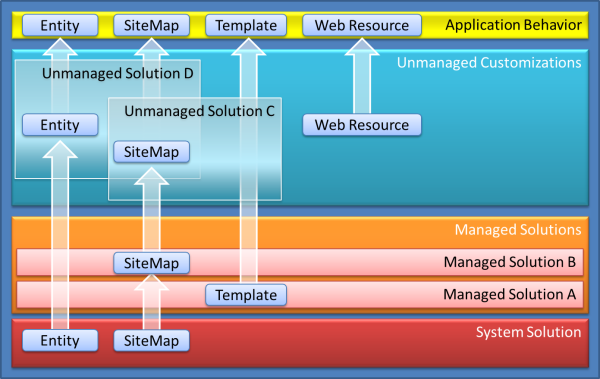 Entity SiteMap Template Web Resource Application Behavior
Unmanaged Customizations
Unmanaged Solution D
Unmanaged Solution C
Entity Web Resource
SiteMap
Managed Solutions
SiteMap Managed Solution B
Template Managed Solution A
System Solution
Entity SiteMap